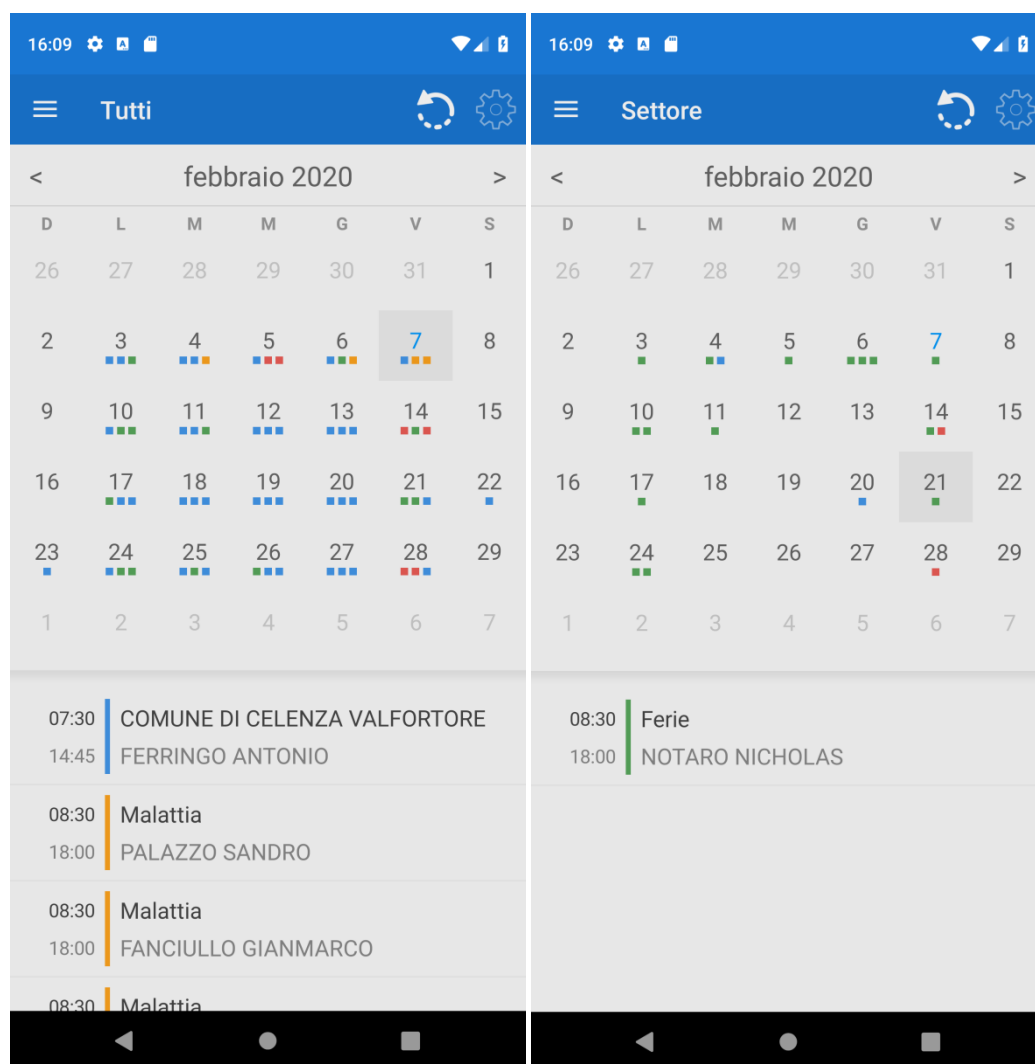 16:09
Tutti
< febbraio 2020 >
D L M M G V S
26 27 28 29 30 31 1
2 3 4 5 6 7 8
9 10 11 12 13 14 15
16 17 18 19 20 21 22
23 24 25 26 27 28 29
1 2 3 4 5 6 7
07:30 COMUNE DI CELENZA VALFORTORE
14:45 FERRINGO ANTONIO
08:30 Malattia
18:00 PALAZZO SANDRO
08:30 Malattia
18:00 FANCIULLO GIANMARCO
08:30 Malattia
16:09
Settore
< febbraio 2020 >
D L M M G V S
26 27 28 29 30 31 1
2 3 4 5 6 7 8
9 10 11 12 13 14 15
16 17 18 19 20 21 22
23 24 25 26 27 28 29
1 2 3 4 5 6 7
08:30 Ferie
18:00 NOTARO NICHOLAS